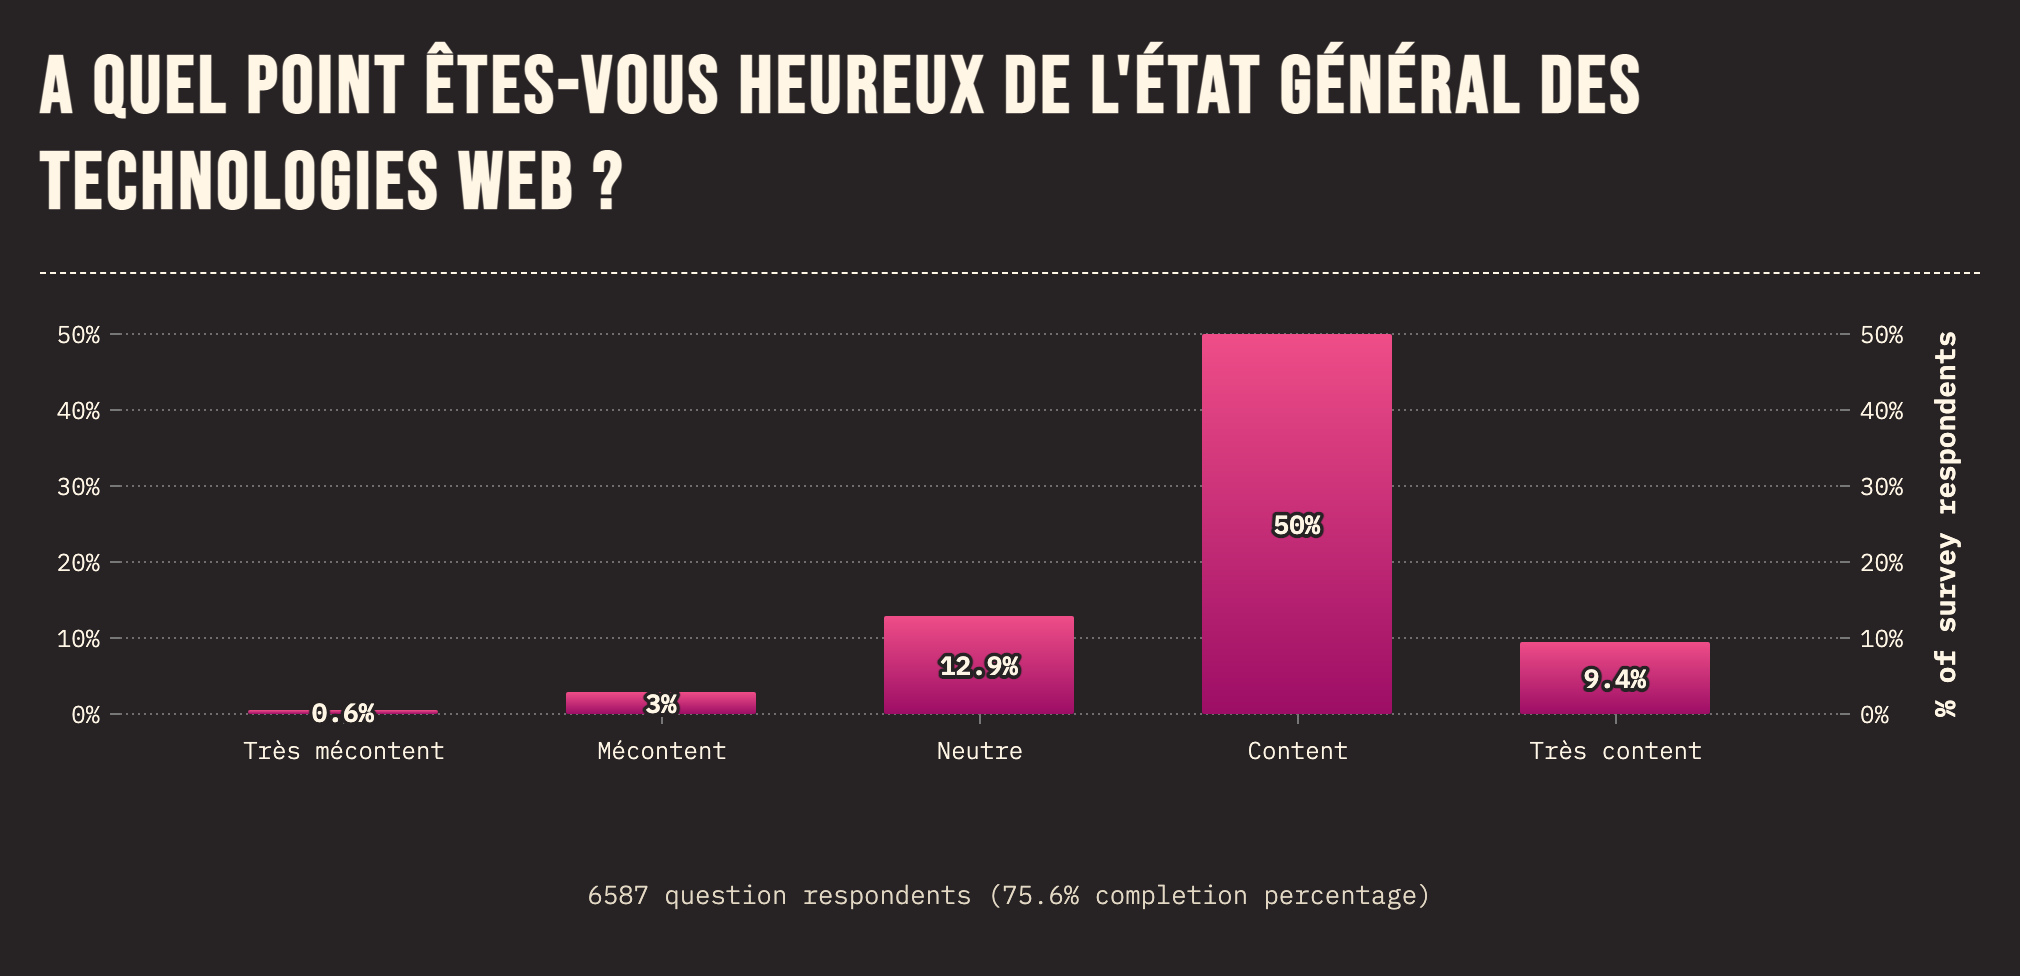 A QUEL POINT ÊTES-VOUS HEUREUX DE L'ÉTAT GÉNÉRAL DES
TECHNOLOGIES WEB ?
50%
40%
30%
20%
10%
0%
50%
40%
30%
20%
10%
0%
% of survey respondents
0.6%
3%
12.9%
50%
9.4%
Très mécontent
Mécontent
Neutre
Content
Très content
6587 question respondents (75.6% completion percentage)